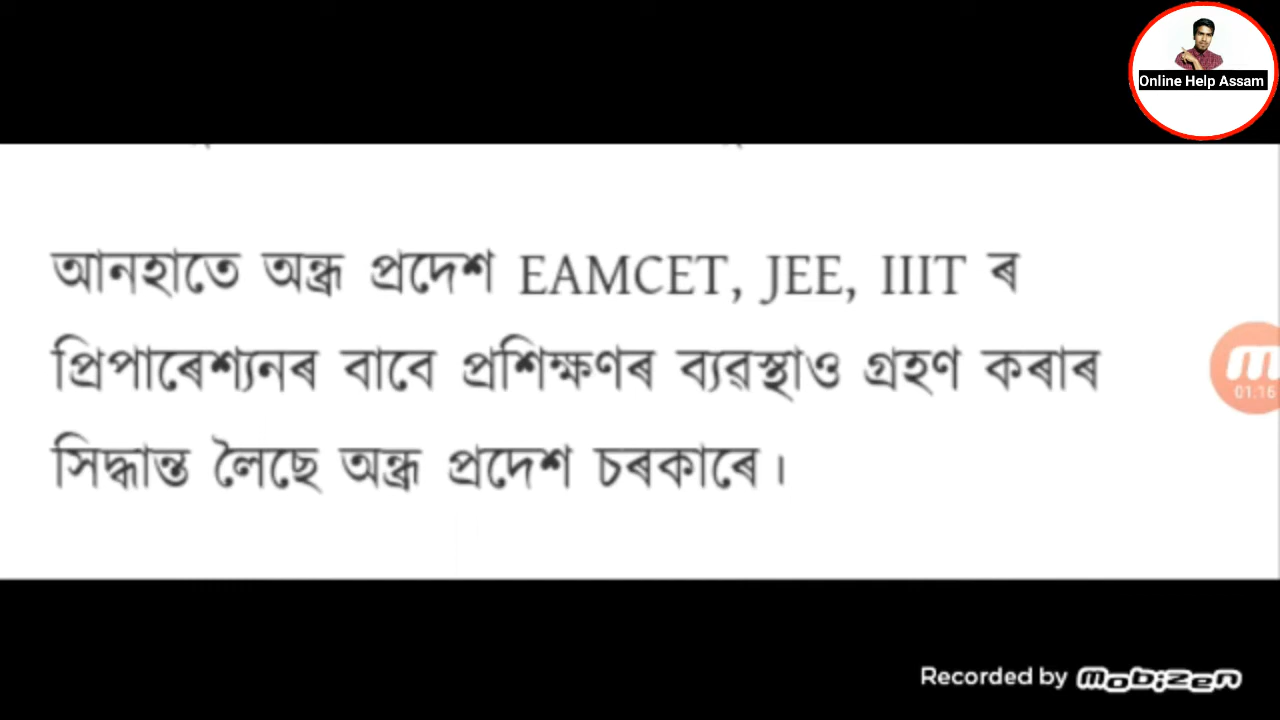 Online Help Assam
আনহাতে অন্ধ্ৰ প্ৰদেশ EAMCET, JEE, IIIT ৰ
প্ৰিপাৰেশ্যনৰ বাবে প্ৰশিক্ষণৰ ব্যৱস্থাও গ্ৰহণ কৰাৰ
সিদ্ধান্ত লৈছে অন্ধ্ৰ প্ৰদেশ চৰকাৰে।
01:16
Recorded by mobizen